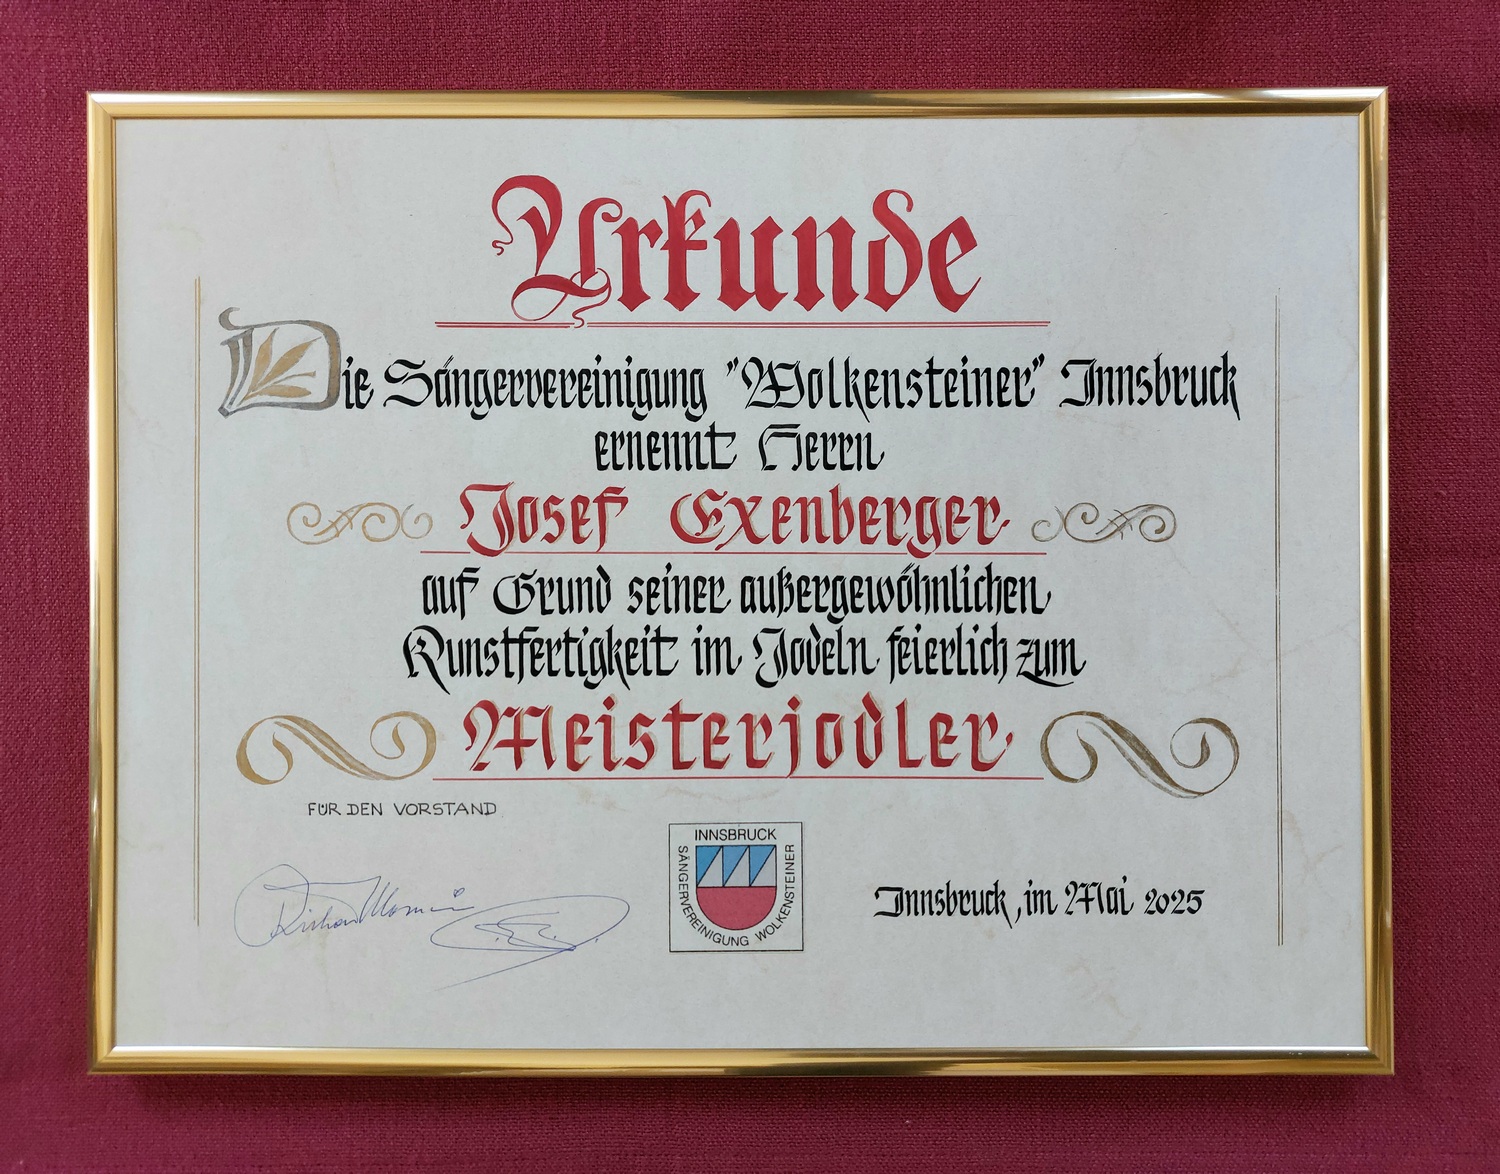 Urkunde
Die Sängervereinigung "Wolkensteiner" Innsbruck
ernennt Herrn
Josef Exenberger
auf Grund seiner außergewöhnlichen
Kunstfertigkeit im Jodeln feierlich zum
Meisterjodler
FÜR DEN VORSTAND
INNSBRUCK
SÄNGERVEREINIGUNG WOLKENSTEINER
Innsbruck, im Mai 2025